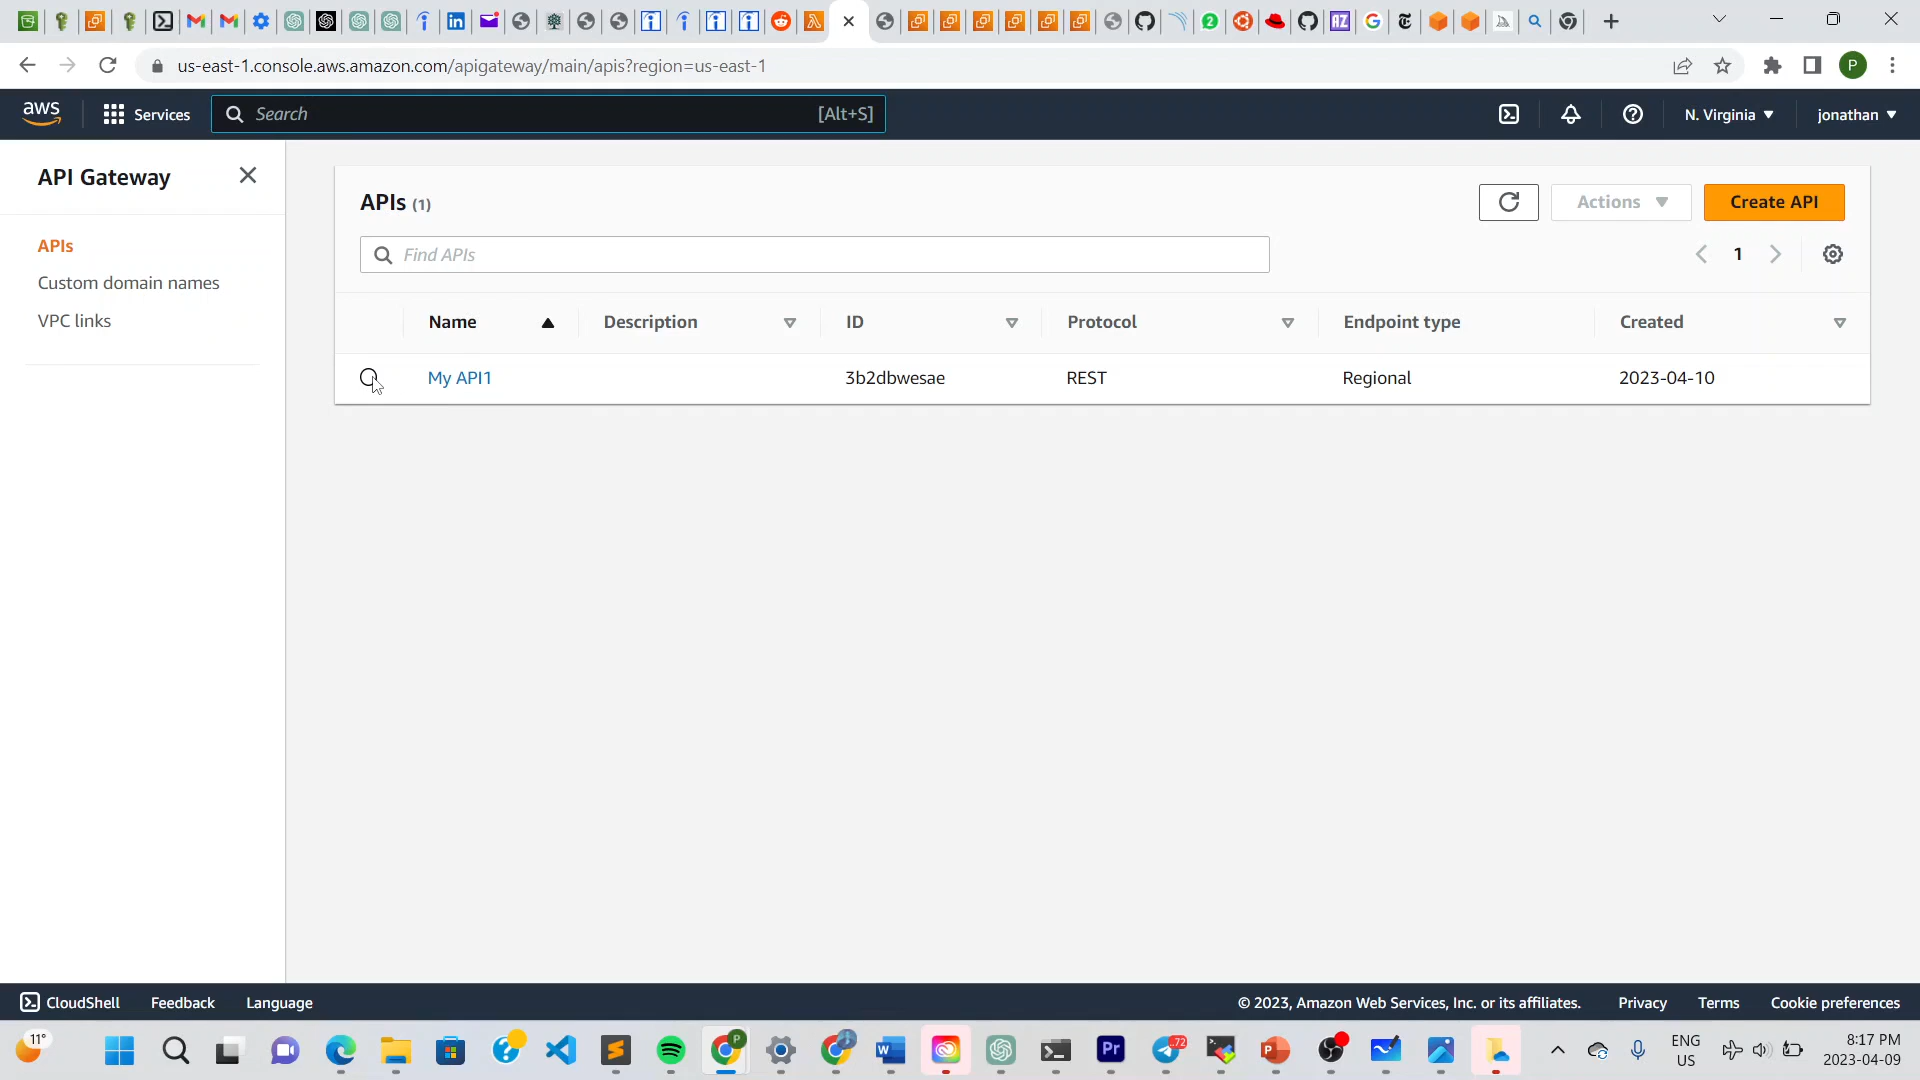 us-east-1.console.aws.amazon.com/apigateway/main/apis?region=us-east-1
P
aws
Services
Search
[Alt+S]
N. Virginia
jonathan
API Gateway
APIs
Custom domain names
VPC links
APIs (1)
Actions
Create API
Find APIs
1
Name
Description
ID
Protocol
Endpoint type
Created
My API1
3b2dbwesae
REST
Regional
2023-04-10
CloudShell
Feedback
Language
© 2023, Amazon Web Services, Inc. or its affiliates.
Privacy
Terms
Cookie preferences
11°
Pr
72
ENG
US
8:17 PM
2023-04-09